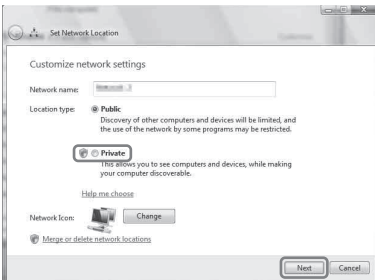 Set Network Location
Customize network settings
Network name:
Location type:
Public
Discovery of other computers and devices will be limited, and
the use of the network by some programs may be restricted.
Private
This allows you to see computers and devices, while making
your computer discoverable.
Help me choose
Network Icon:
Change
Merge or delete network locations
Next
Cancel